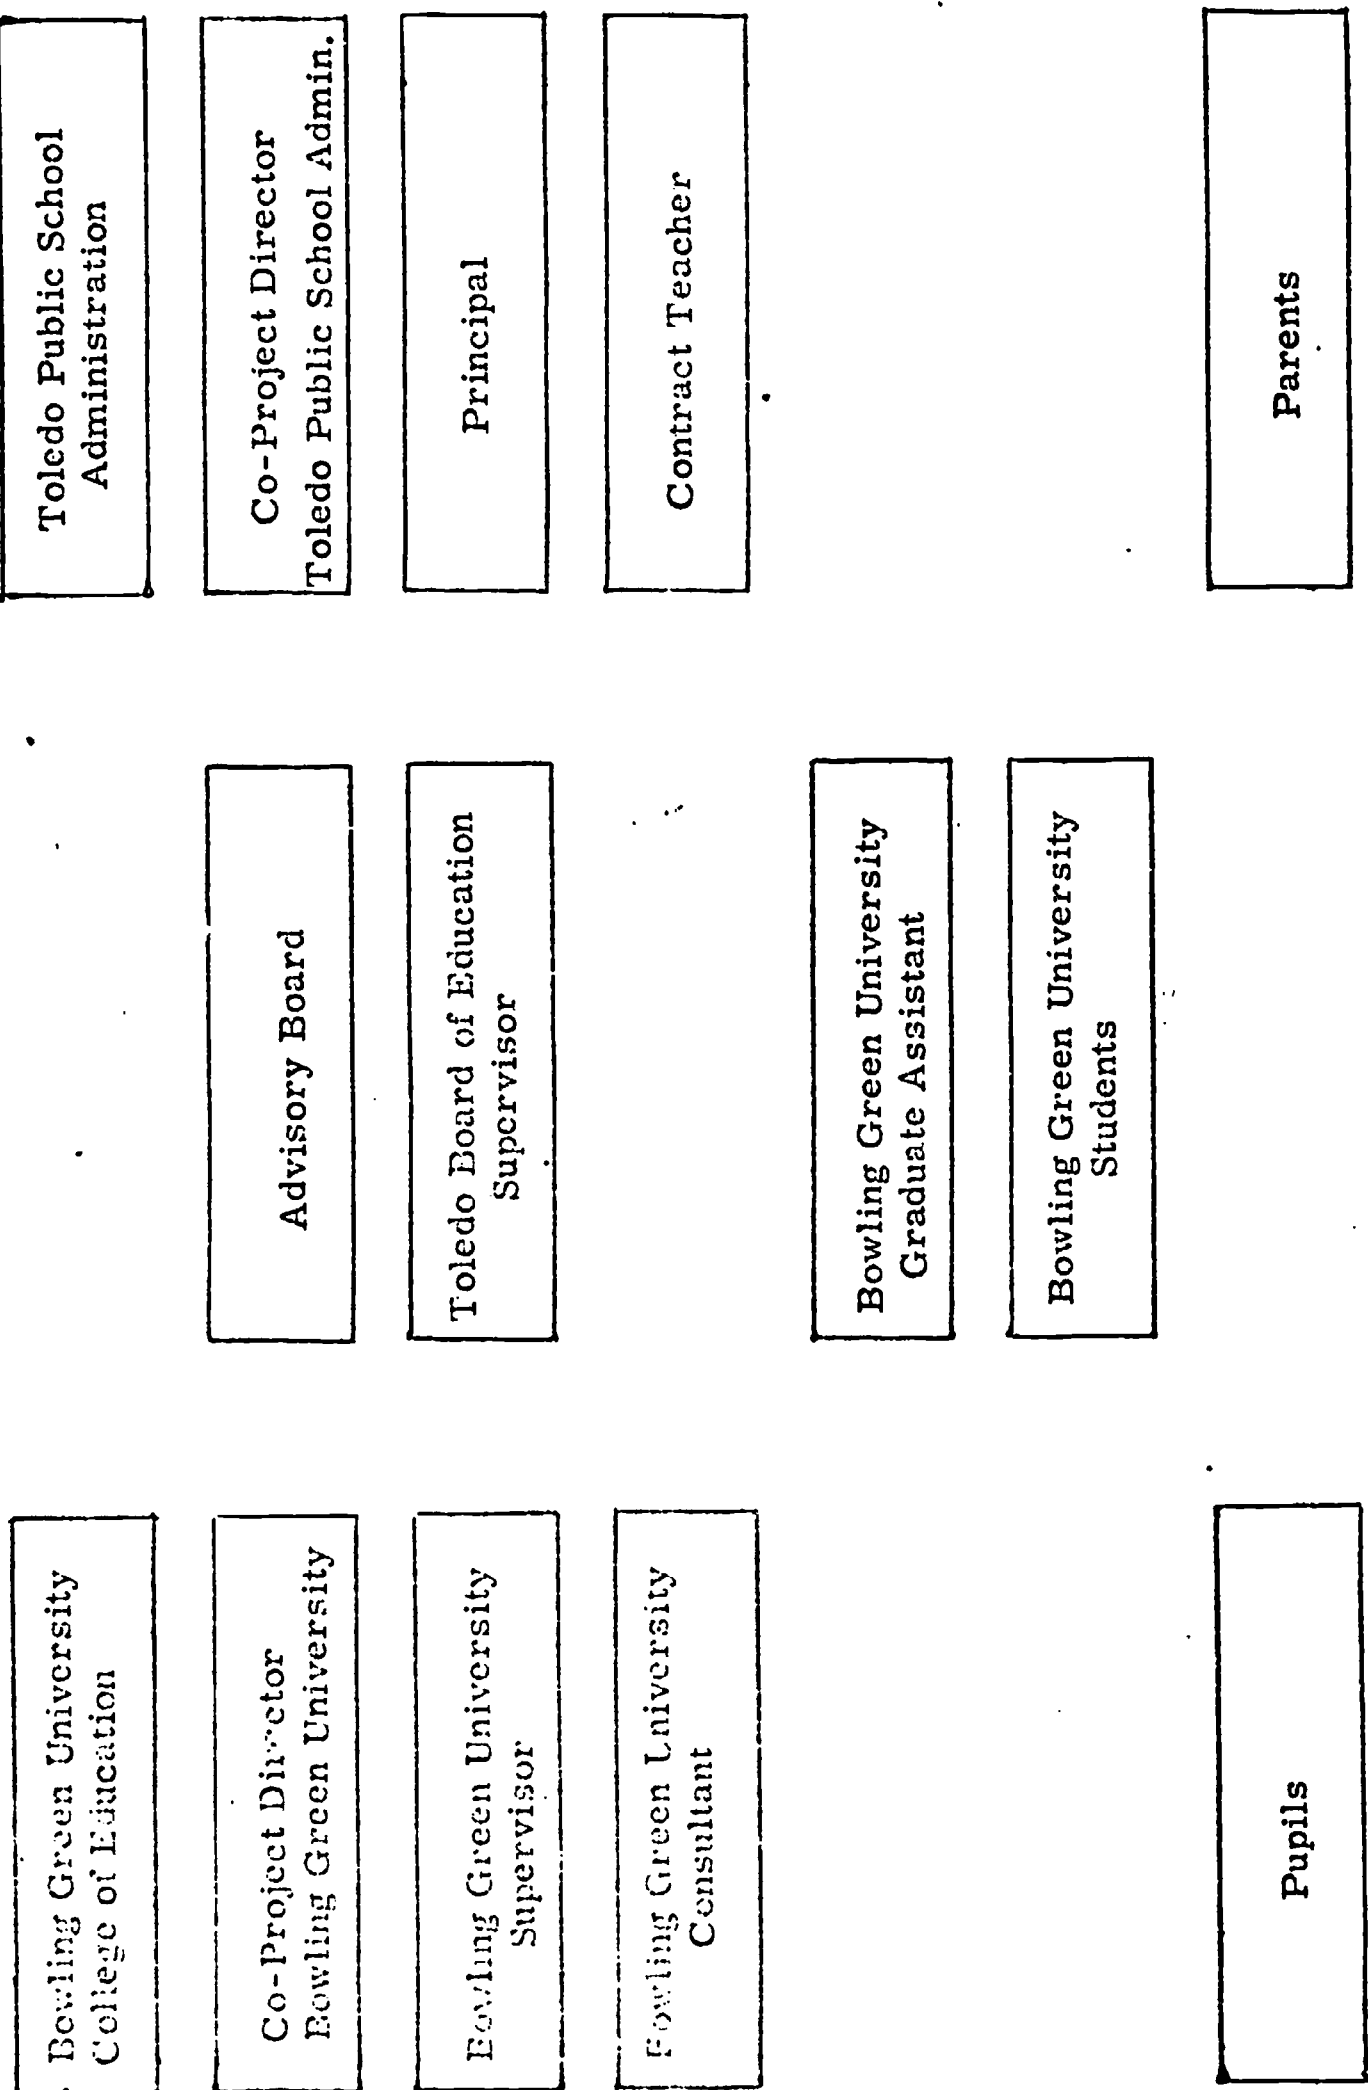 Bowling Green University
College of Education
Toledo Public School
Administration
Co-Project Director
Bowling Green University
Advisory Board
Co-Project Director
Toledo Public School Admin.
Bowling Green University
Supervisor
Toledo Board of Education
Supervisor
Principal
Bowling Green University
Consultant
Contract Teacher
Bowling Green University
Graduate Assistant
Bowling Green University
Students
Pupils
Parents